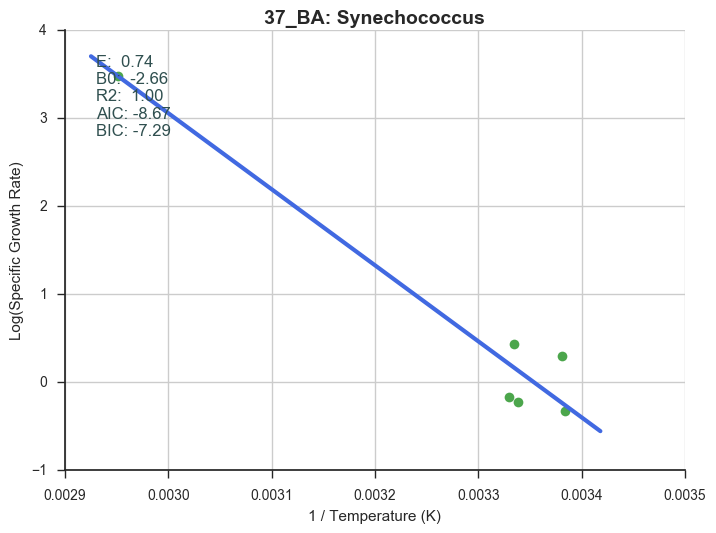 37_BA: Synechococcus
E: 0.74
B0: -2.66
R2: 1.00
AIC: -8.67
BIC: -7.29
Log(Specific Growth Rate)
4
3
2
1
0
−1
0.0029 0.0030 0.0031 0.0032 0.0033 0.0034 0.0035
1 / Temperature (K)